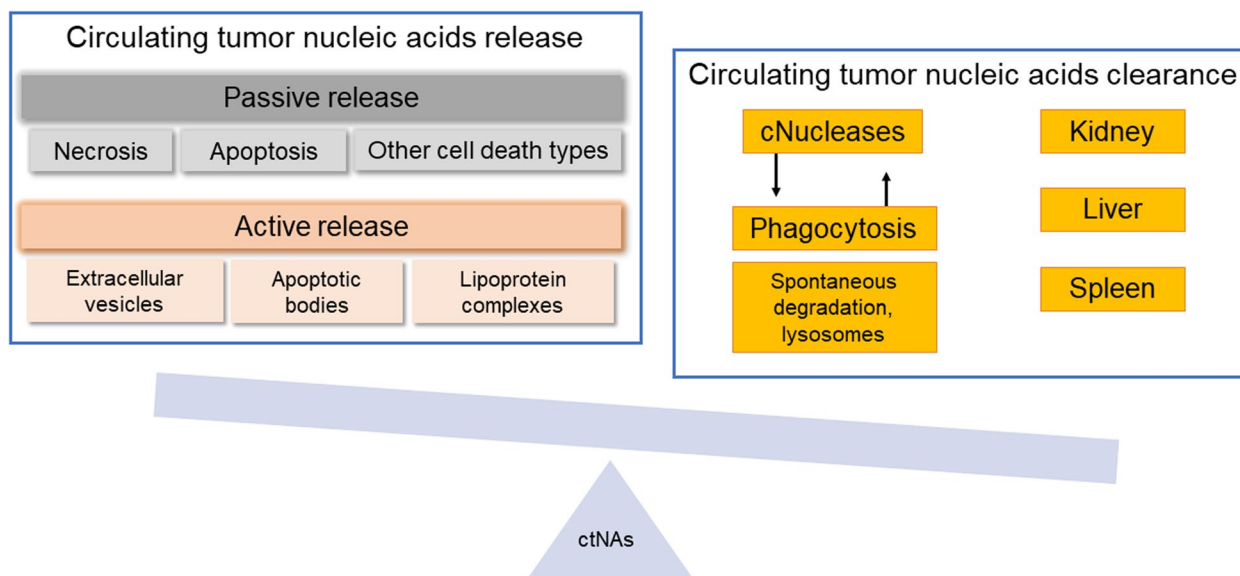 Circulating tumor nucleic acids release
Passive release
Necrosis
Apoptosis
Other cell death types
Active release
Extracellular
vesicles
Apoptotic
bodies
Lipoprotein
complexes
Circulating tumor nucleic acids clearance
cNucleases
Phagocytosis
Spontaneous
degradation,
lysosomes
Kidney
Liver
Spleen
ctNAs